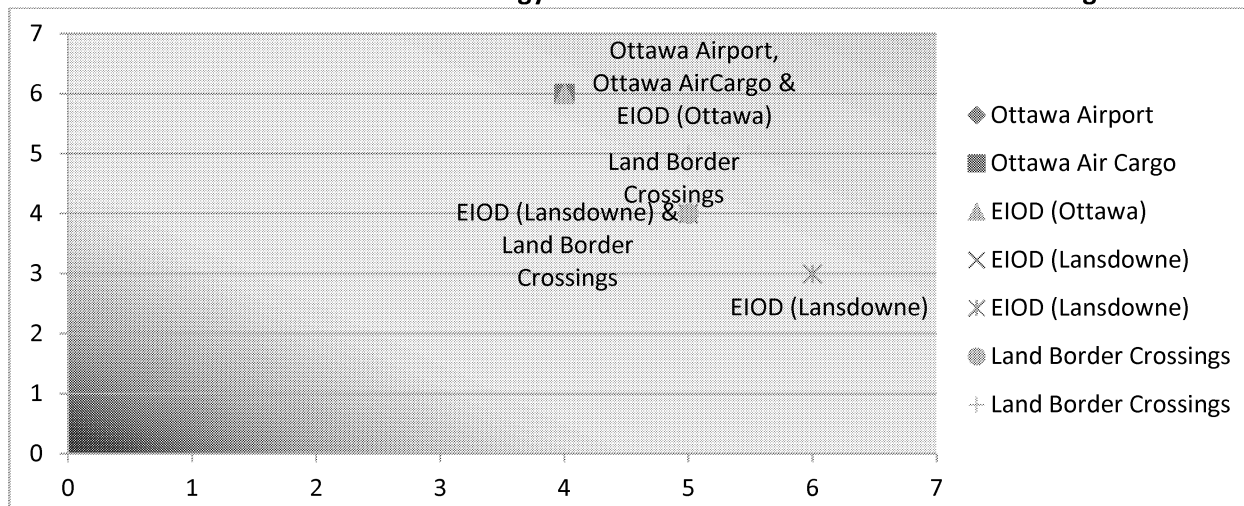 7
6
5
4
3
2
1
0
0 1 2 3 4 5 6 7
Ottawa Airport,
Ottawa AirCargo &
EIOD (Ottawa)
Land Border
Crossings
EIOD (Lansdowne) &
Land Border
Crossings
EIOD (Lansdowne)
Ottawa Airport
Ottawa Air Cargo
EIOD (Ottawa)
EIOD (Lansdowne)
EIOD (Lansdowne)
Land Border Crossings
Land Border Crossings